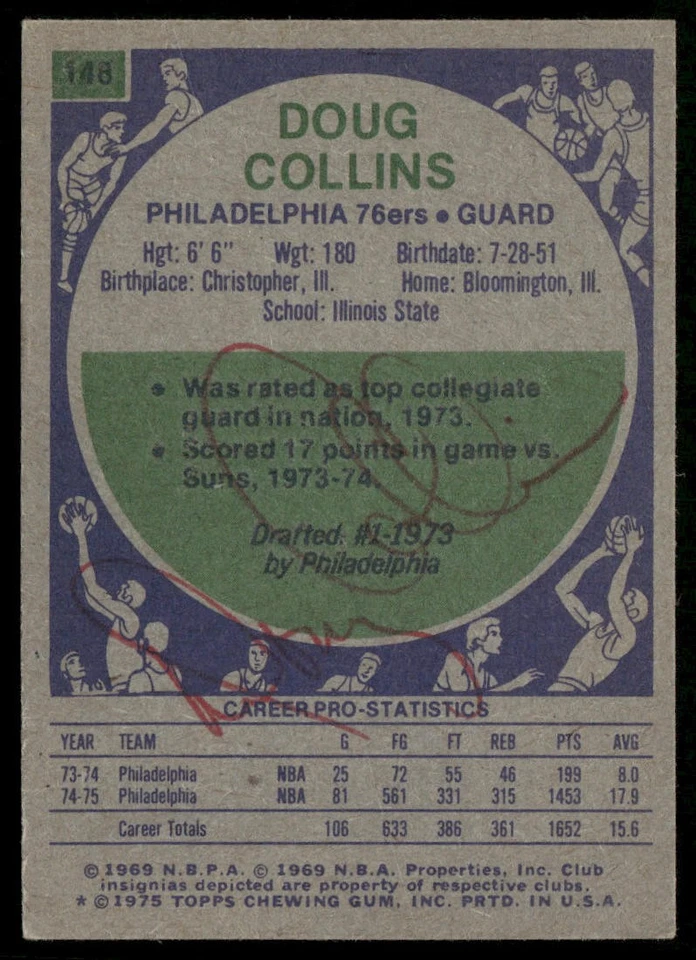 148
DOUG
COLLINS
PHILADELPHIA 76ers • GUARD
Hgt: 6' 6" Wgt: 180 Birthdate: 7-28-51
Birthplace: Christopher, Ill. Home: Bloomington, Ill.
School: Illinois State
• Was rated as top collegiate
guard in nation, 1973.
• Scored 17 points in game vs.
Suns, 1973-74.
Drafted: #1-1973
by Philadelphia
CAREER PRO-STATISTICS
YEAR TEAM G FG FT REB PTS AVG
73-74 Philadelphia NBA 25 72 55 46 199 8.0
74-75 Philadelphia NBA 81 561 331 315 1453 17.9
Career Totals 106 633 386 361 1652 15.6
© 1969 N.B.P.A. © 1969 N.B.A. Properties, Inc. Club
insignias depicted are property of respective clubs.
* © 1975 TOPPS CHEWING GUM, INC. PRTD. IN U.S.A.